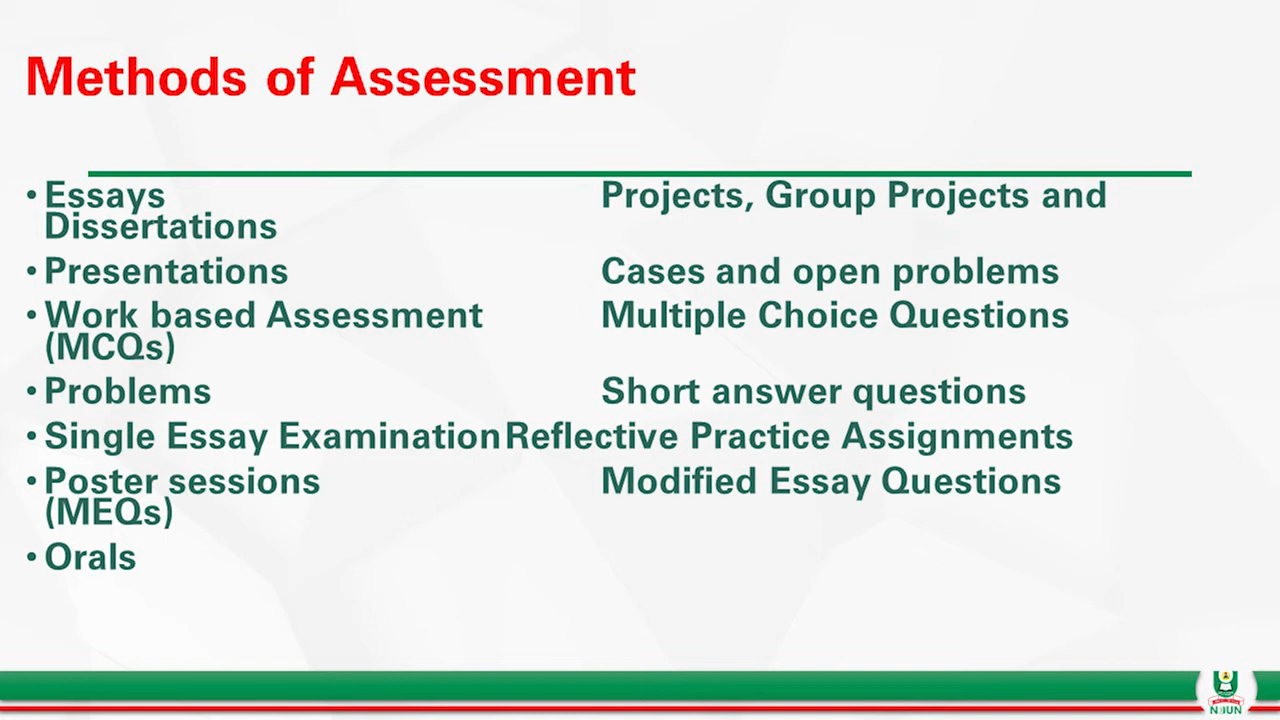 Methods of Assessment
• Essays Projects, Group Projects and
Dissertations
• Presentations Cases and open problems
• Work based Assessment Multiple Choice Questions
(MCQs)
• Problems Short answer questions
• Single Essay Examination Reflective Practice Assignments
• Poster sessions Modified Essay Questions
(MEQs)
• Orals